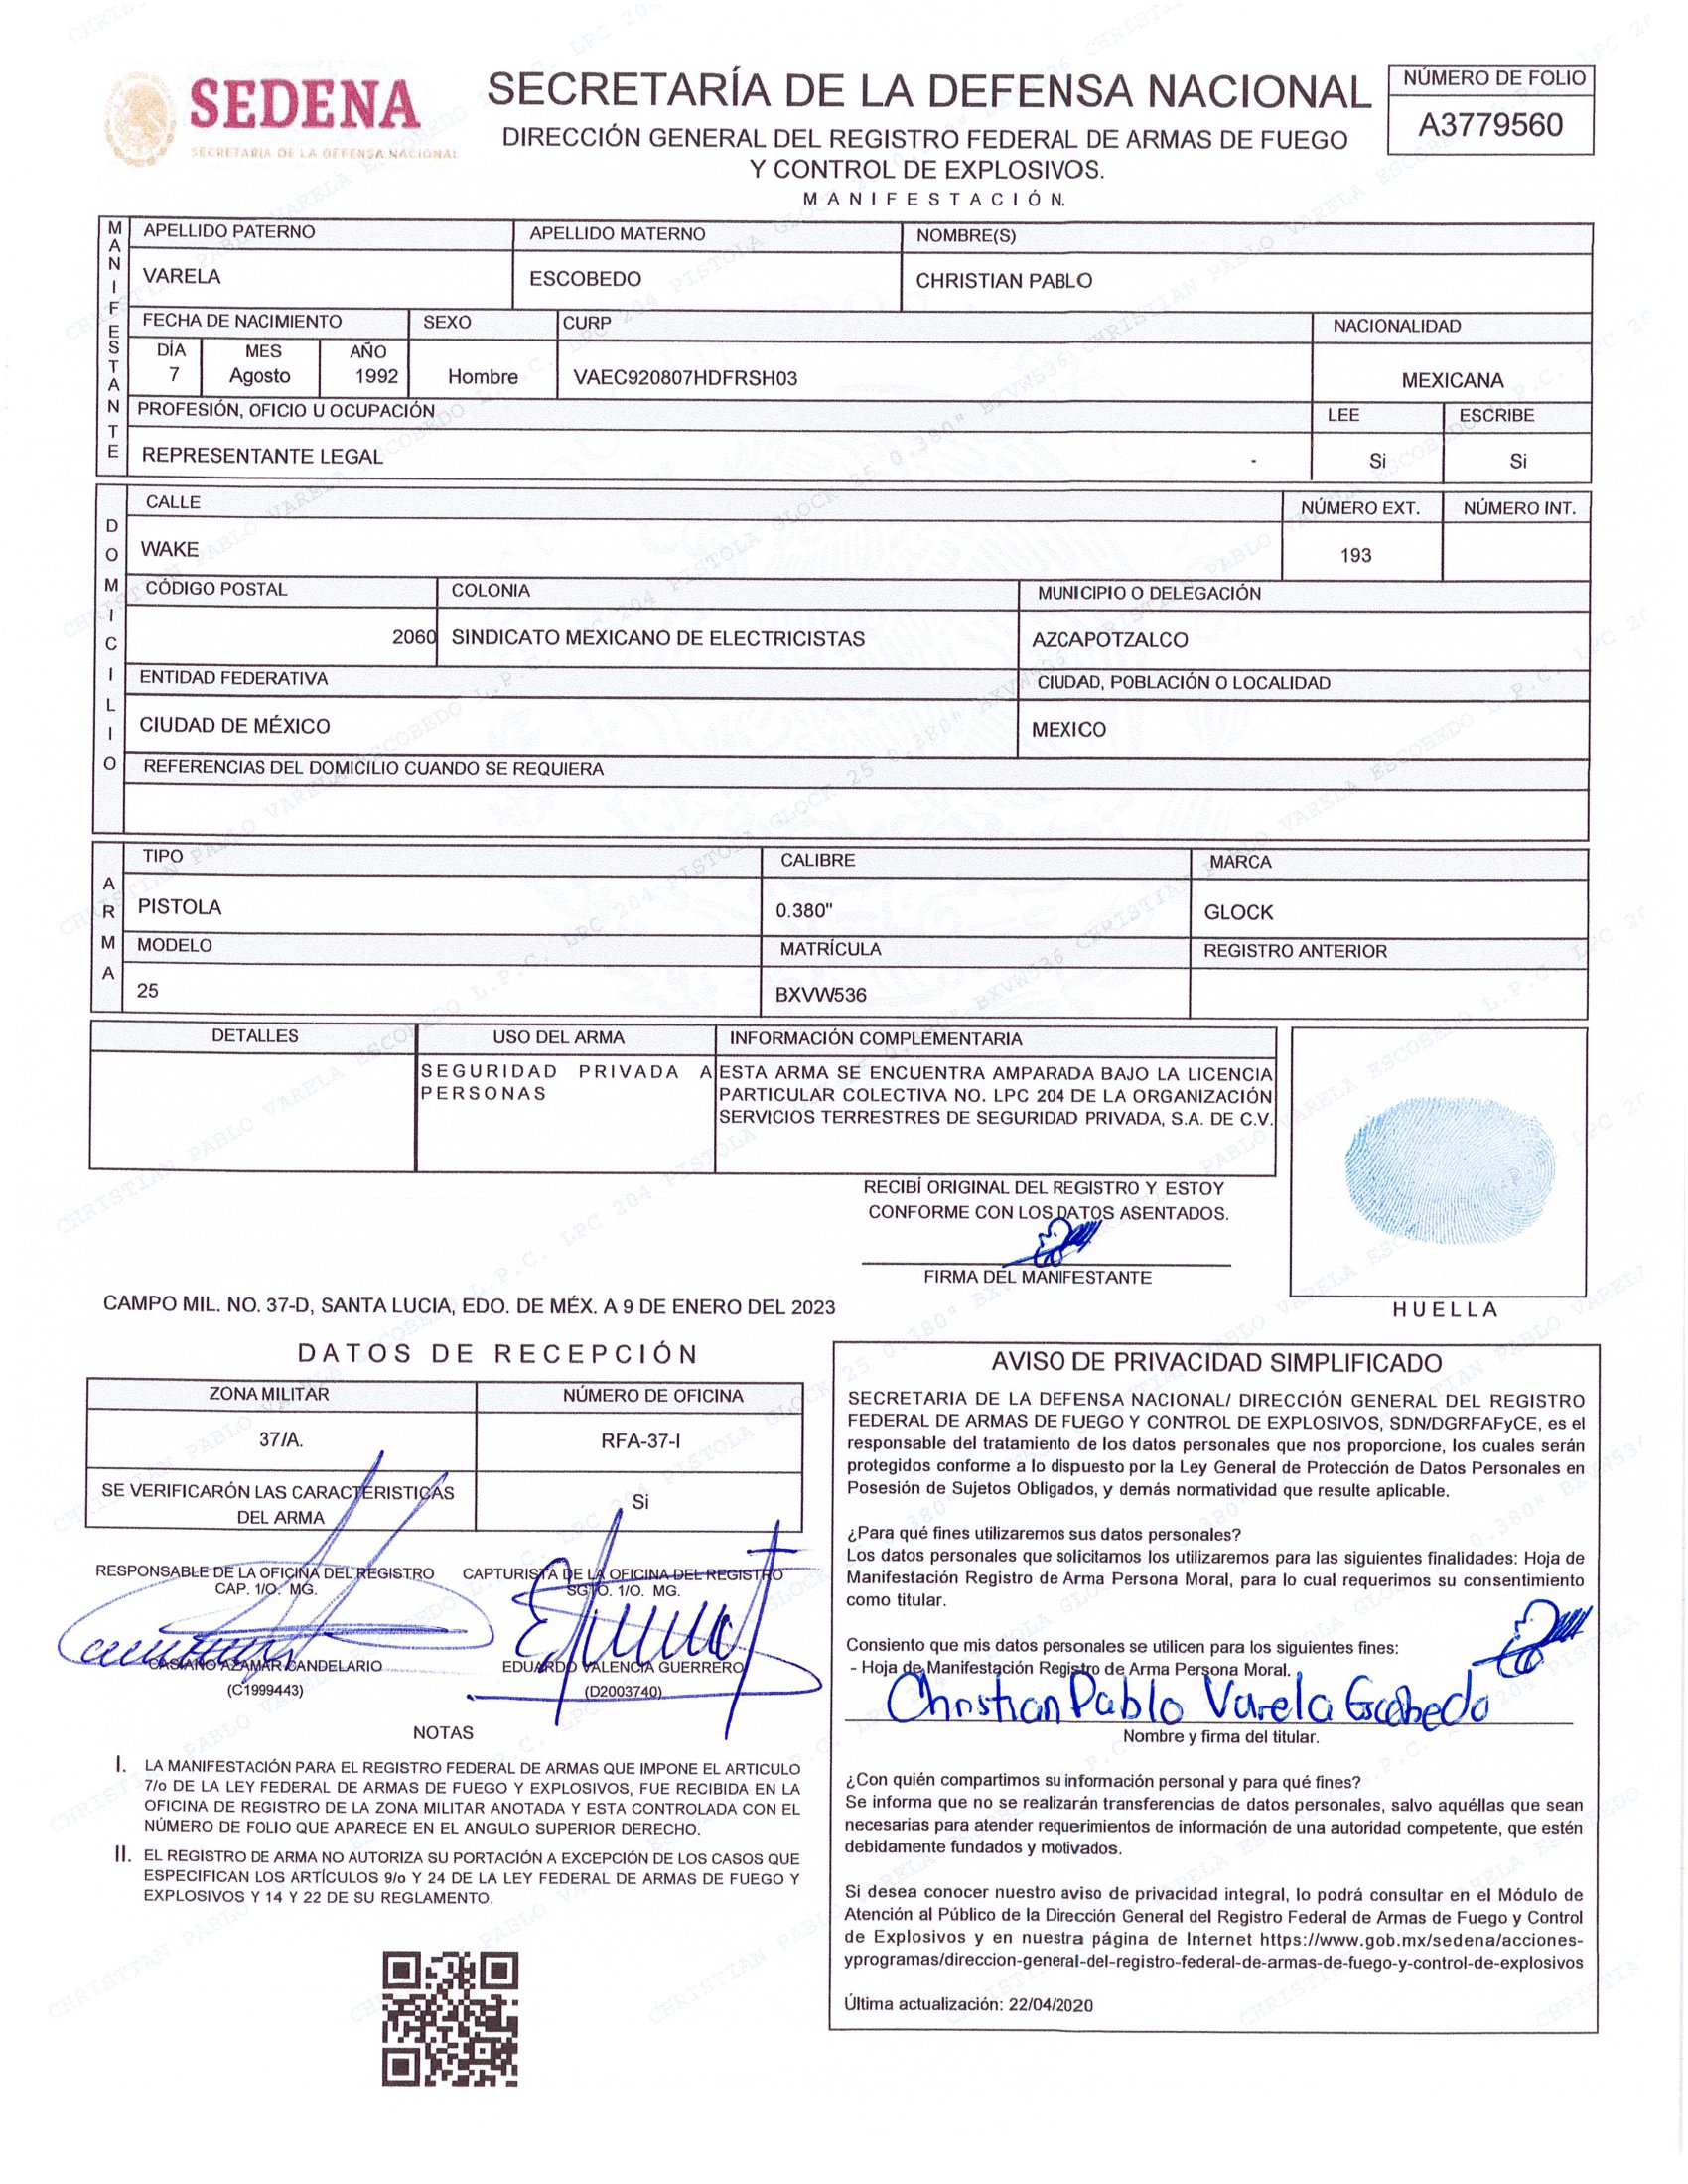 SEDENA
SECRETARÍA DE LA DEFENSA NACIONAL
SECRETARÍA DE LA DEFENSA NACIONAL
DIRECCIÓN GENERAL DEL REGISTRO FEDERAL DE ARMAS DE FUEGO
Y CONTROL DE EXPLOSIVOS.
MANIFESTACIÓN.
NÚMERO DE FOLIO
A3779560
MANIFESTANTE
APELLIDO PATERNO APELLIDO MATERNO NOMBRE(S)
VARELA ESCOBEDO CHRISTIAN PABLO
FECHA DE NACIMIENTO SEXO CURP NACIONALIDAD
DÍA MES AÑO
7 Agosto 1992 Hombre VAEC920807HDFRSH03 MEXICANA
PROFESIÓN, OFICIO U OCUPACIÓN LEE ESCRIBE
REPRESENTANTE LEGAL - Si Si
DOMICILIO
CALLE NÚMERO EXT. NÚMERO INT.
WAKE 193
CÓDIGO POSTAL COLONIA MUNICIPIO O DELEGACIÓN
2060 SINDICATO MEXICANO DE ELECTRICISTAS AZCAPOTZALCO
ENTIDAD FEDERATIVA CIUDAD, POBLACIÓN O LOCALIDAD
CIUDAD DE MÉXICO MEXICO
REFERENCIAS DEL DOMICILIO CUANDO SE REQUIERA
ARMA
TIPO CALIBRE MARCA
PISTOLA 0.380" GLOCK
MODELO MATRÍCULA REGISTRO ANTERIOR
25 BXVW536
DETALLES USO DEL ARMA INFORMACIÓN COMPLEMENTARIA
SEGURIDAD PRIVADA A PERSONAS
ESTA ARMA SE ENCUENTRA AMPARADA BAJO LA LICENCIA
PARTICULAR COLECTIVA NO. LPC 204 DE LA ORGANIZACIÓN
SERVICIOS TERRESTRES DE SEGURIDAD PRIVADA, S.A. DE C.V.
RECIBÍ ORIGINAL DEL REGISTRO Y ESTOY
CONFORME CON LOS DATOS ASENTADOS.
FIRMA DEL MANIFESTANTE
HUELLA
CAMPO MIL. NO. 37-D, SANTA LUCIA, EDO. DE MÉX. A 9 DE ENERO DEL 2023
DATOS DE RECEPCIÓN
ZONA MILITAR NÚMERO DE OFICINA
37/A. RFA-37-I
SE VERIFICARÓN LAS CARACTERISTICAS
DEL ARMA
Si
RESPONSABLE DE LA OFICINA DEL REGISTRO
CAP. 1/O. MG.
CASIANO AZAMAR CANDELARIO
(C1999443)
CAPTURISTA DE LA OFICINA DEL REGISTRO
SGTO. 1/O. MG.
EDUARDO VALENCIA GUERRERO
(D2003740)
NOTAS
I. LA MANIFESTACIÓN PARA EL REGISTRO FEDERAL DE ARMAS QUE IMPONE EL ARTICULO
7/o DE LA LEY FEDERAL DE ARMAS DE FUEGO Y EXPLOSIVOS, FUE RECIBIDA EN LA
OFICINA DE REGISTRO DE LA ZONA MILITAR ANOTADA Y ESTA CONTROLADA CON EL
NÚMERO DE FOLIO QUE APARECE EN EL ANGULO SUPERIOR DERECHO.
II. EL REGISTRO DE ARMA NO AUTORIZA SU PORTACIÓN A EXCEPCIÓN DE LOS CASOS QUE
ESPECIFICAN LOS ARTÍCULOS 9/o Y 24 DE LA LEY FEDERAL DE ARMAS DE FUEGO Y
EXPLOSIVOS Y 14 Y 22 DE SU REGLAMENTO.
AVISO DE PRIVACIDAD SIMPLIFICADO
SECRETARIA DE LA DEFENSA NACIONAL/ DIRECCIÓN GENERAL DEL REGISTRO
FEDERAL DE ARMAS DE FUEGO Y CONTROL DE EXPLOSIVOS, SDN/DGRFAFyCE, es el
responsable del tratamiento de los datos personales que nos proporcione, los cuales serán
protegidos conforme a lo dispuesto por la Ley General de Protección de Datos Personales en
Posesión de Sujetos Obligados, y demás normatividad que resulte aplicable.
¿Para qué fines utilizaremos sus datos personales?
Los datos personales que solicitamos los utilizaremos para las siguientes finalidades: Hoja de
Manifestación Registro de Arma Persona Moral, para lo cual requerimos su consentimiento
como titular.
Consiento que mis datos personales se utilicen para los siguientes fines:
- Hoja de Manifestación Registro de Arma Persona Moral.
Christian Pablo Varela Escobedo
Nombre y firma del titular.
¿Con quién compartimos su información personal y para qué fines?
Se informa que no se realizarán transferencias de datos personales, salvo aquéllas que sean
necesarias para atender requerimientos de información de una autoridad competente, que estén
debidamente fundados y motivados.
Si desea conocer nuestro aviso de privacidad integral, lo podrá consultar en el Módulo de
Atención al Público de la Dirección General del Registro Federal de Armas de Fuego y Control
de Explosivos y en nuestra página de Internet https://www.gob.mx/sedena/acciones-
yprogramas/direccion-general-del-registro-federal-de-armas-de-fuego-y-control-de-explosivos
Última actualización: 22/04/2020